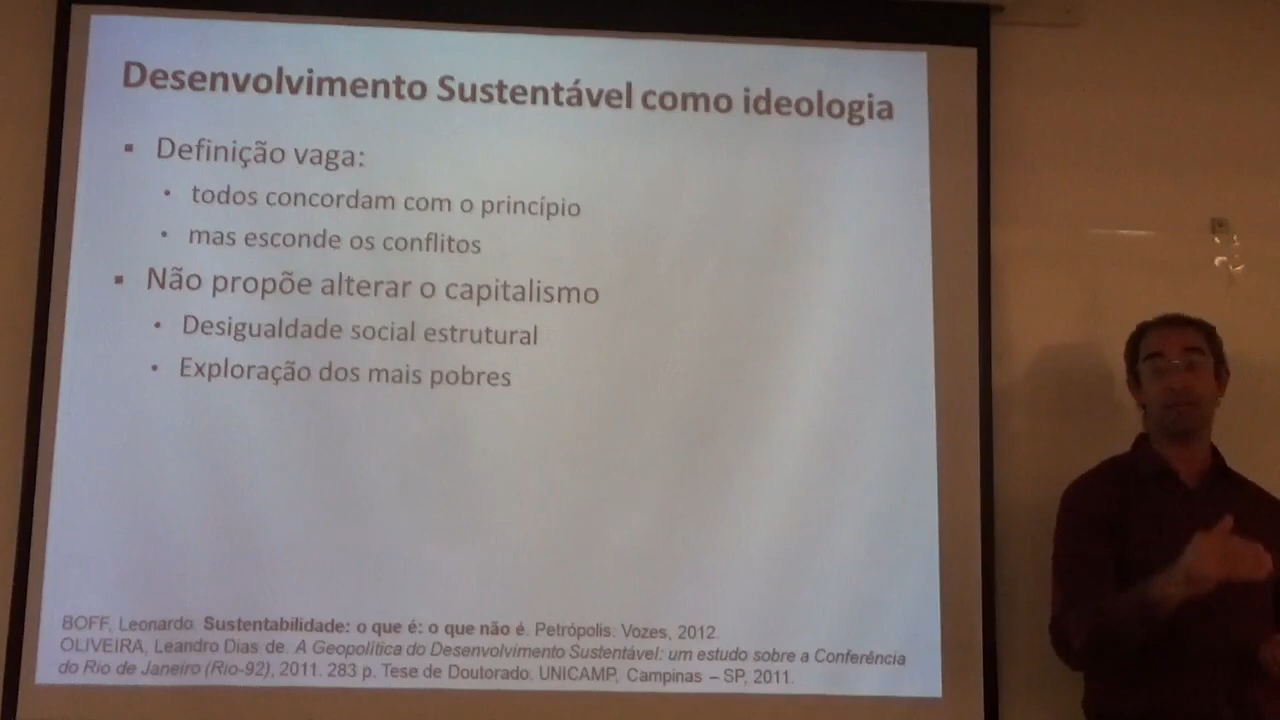 Desenvolvimento Sustentável como ideologia
▪ Definição vaga:
• todos concordam com o princípio
• mas esconde os conflitos
▪ Não propõe alterar o capitalismo
• Desigualdade social estrutural
• Exploração dos mais pobres
BOFF, Leonardo. Sustentabilidade: o que é: o que não é. Petrópolis: Vozes, 2012.
OLIVEIRA, Leandro Dias de. A Geopolítica do Desenvolvimento Sustentável: um estudo sobre a Conferência
do Rio de Janeiro (Rio-92), 2011. 283 p. Tese de Doutorado. UNICAMP, Campinas – SP, 2011.